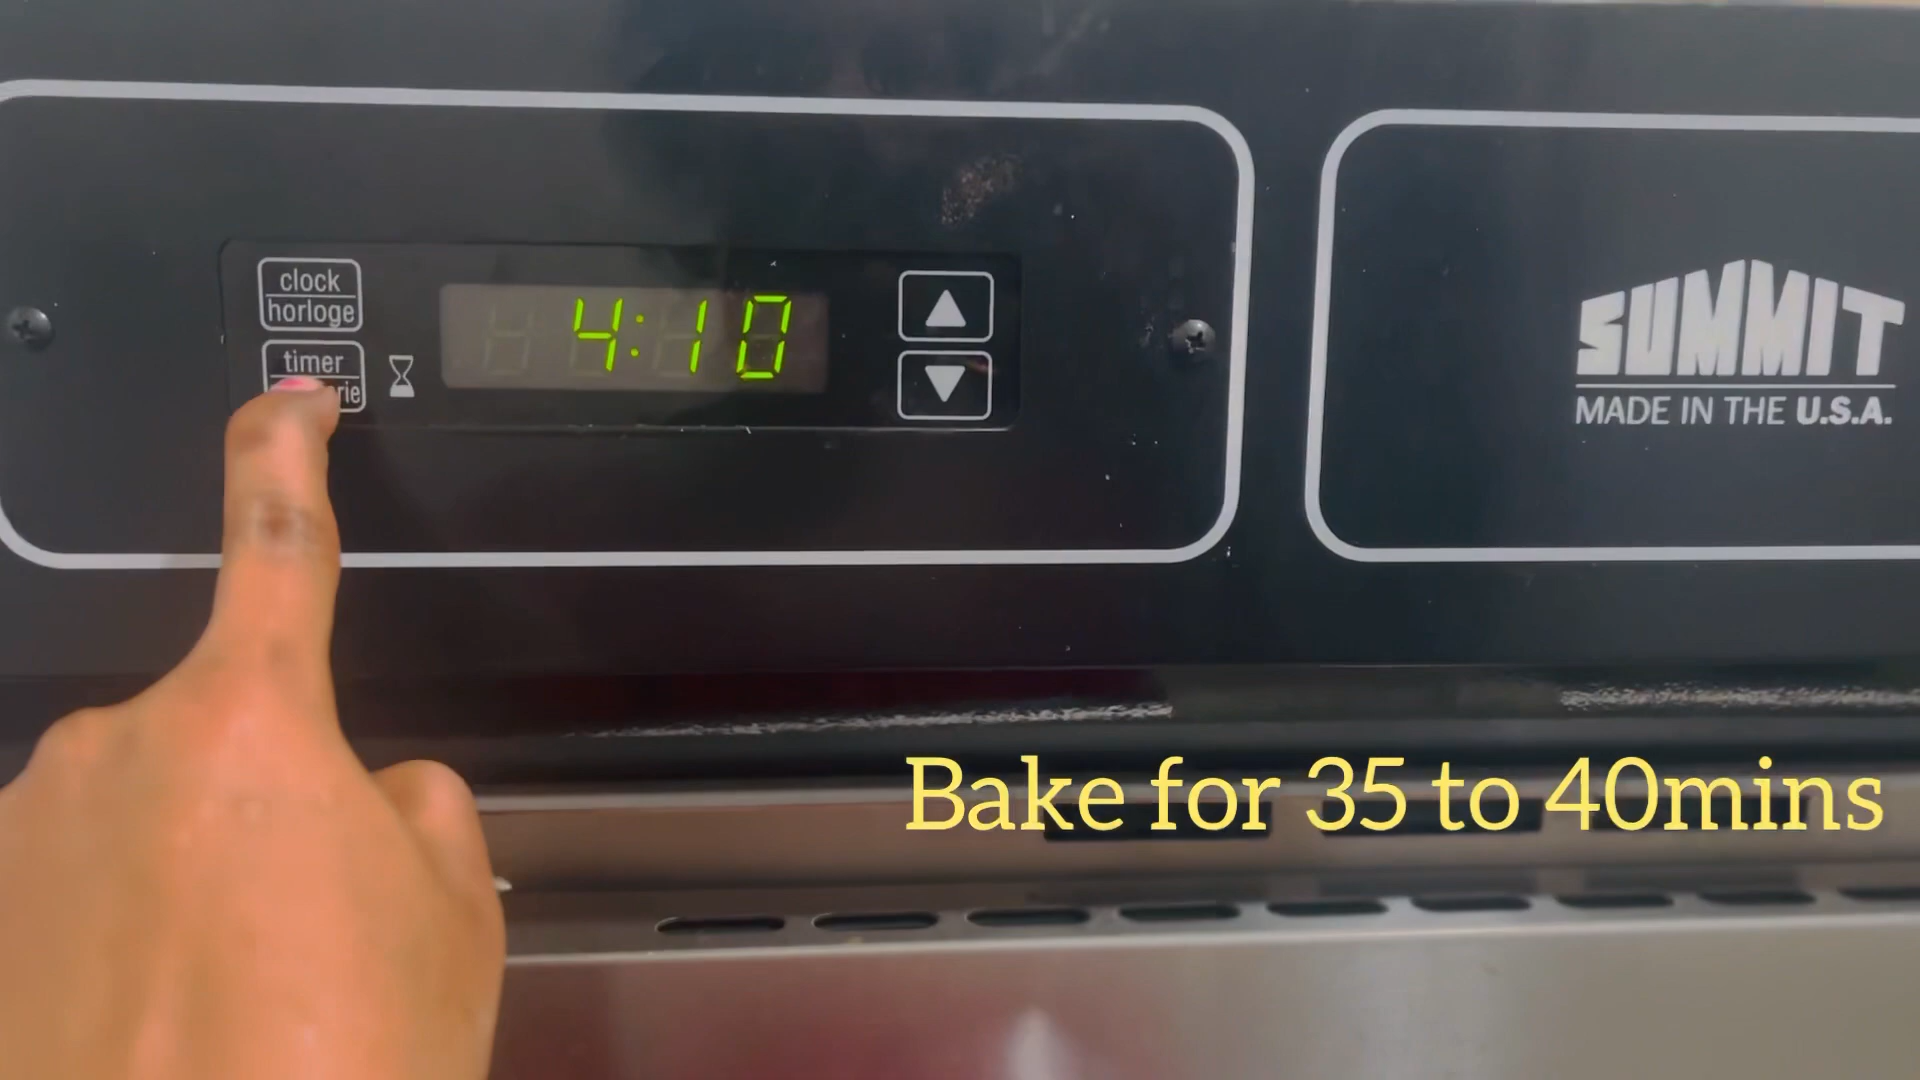 clock
horloge
timer
4:10
SUMMIT
MADE IN THE U.S.A.
Bake for 35 to 40mins